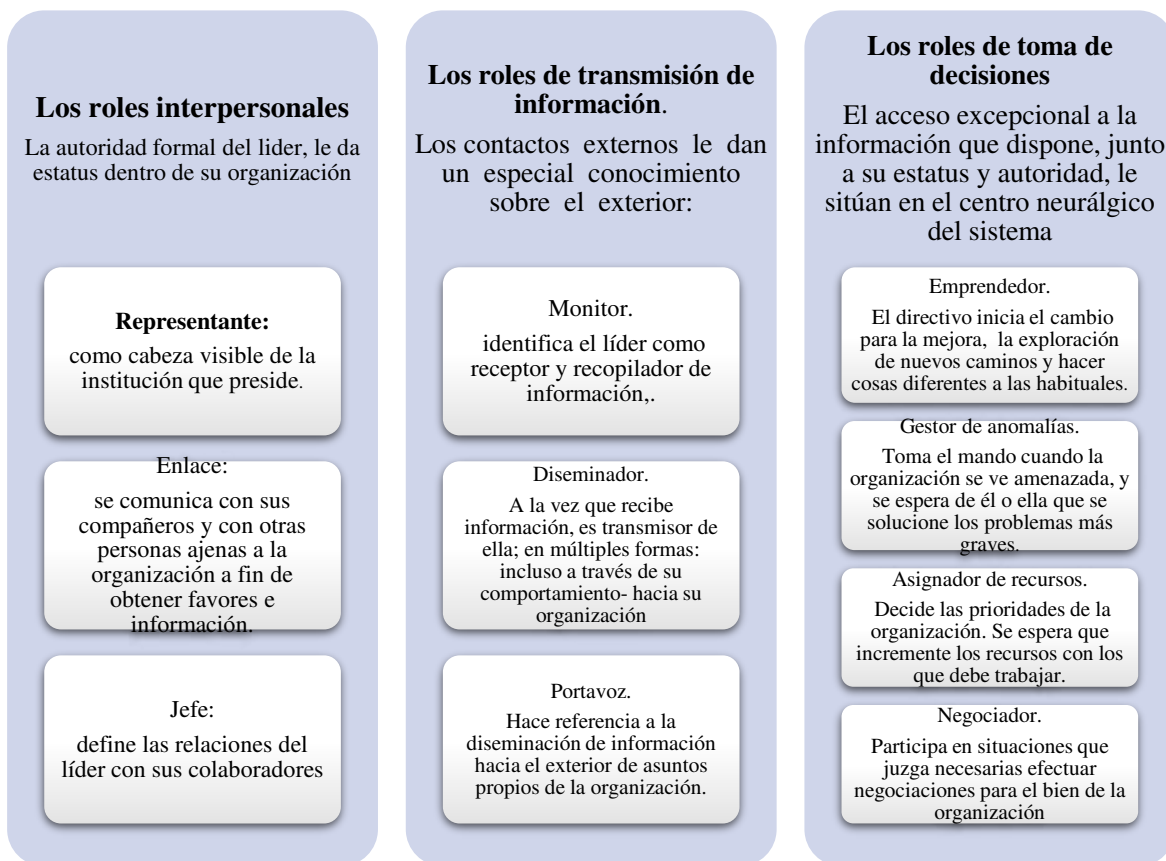 Los roles interpersonales
La autoridad formal del lider, le da
estatus dentro de su organización
Representante:
como cabeza visible de la
institución que preside.
Enlace:
se comunica con sus
compañeros y con otras
personas ajenas a la
organización a fin de
obtener favores e
información.
Jefe:
define las relaciones del
líder con sus colaboradores
Los roles de transmisión de
información.
Los contactos externos le dan
un especial conocimiento
sobre el exterior:
Monitor.
identifica el líder como
receptor y recopilador de
información,.
Diseminador.
A la vez que recibe
información, es transmisor de
ella; en múltiples formas:
incluso a través de su
comportamiento- hacia su
organización
Portavoz.
Hace referencia a la
diseminación de información
hacia el exterior de asuntos
propios de la organización.
Los roles de toma de
decisiones
El acceso excepcional a la
información que dispone, junto
a su estatus y autoridad, le
sitúan en el centro neurálgico
del sistema
Emprendedor.
El directivo inicia el cambio
para la mejora, la exploración
de nuevos caminos y hacer
cosas diferentes a las habituales.
Gestor de anomalías.
Toma el mando cuando la
organización se ve amenazada, y
se espera de él o ella que se
solucione los problemas más
graves.
Asignador de recursos.
Decide las prioridades de la
organización. Se espera que
incremente los recursos con los
que debe trabajar.
Negociador.
Participa en situaciones que
juzga necesarias efectuar
negociaciones para el bien de la
organización